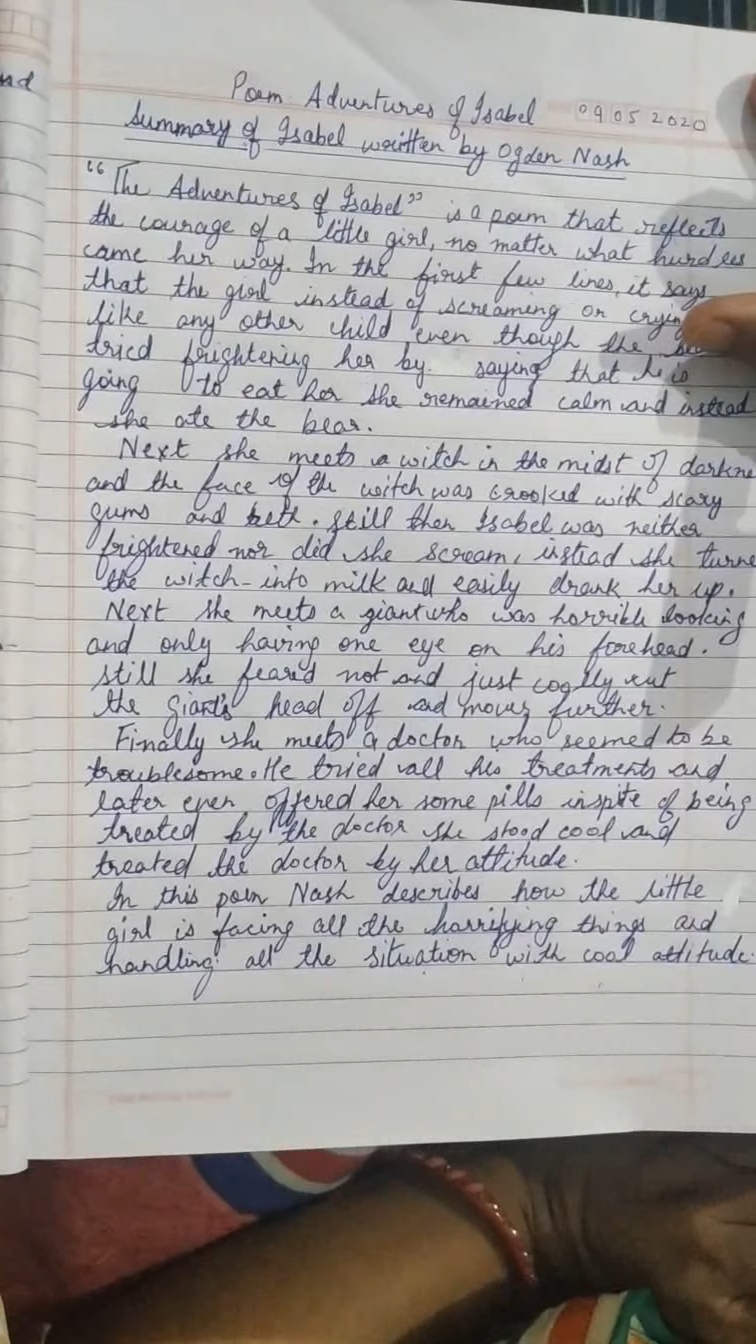 nd
Poem Adventures of Isabel 09 05 2020
Summary of Isabel written by Ogden Nash
"The Adventures of Isabel" is a poem that reflects
the courage of a little girl, no matter what hurdles
came her way. In the first few lines, it says
that the girl instead of screaming or crying
like any other child even though the
tried frightening her by saying that he is
going to eat her she remained calm and instead
she ate the bear.
Next she meets a witch in the midst of darkne
and the face of the witch was crooked with scary
gums and teeth. Still then Isabel was neither
frightened nor did she scream, instead she turne
the witch into milk and easily drank her up.
Next she meets a giant who was horrible looking
and only having one eye on his forehead.
still she feared not and just coolly cut
the giant's head off and moves further.
Finally she meets a doctor who seemed to be
troublesome. He tried all his treatments and
later even offered her some pills inspite of being
treated by the doctor she stood cool and
treated the doctor by her attitude.
In this poem Nash describes how the little
girl is facing all the horrifying things and
handling all the situation with cool attitude.